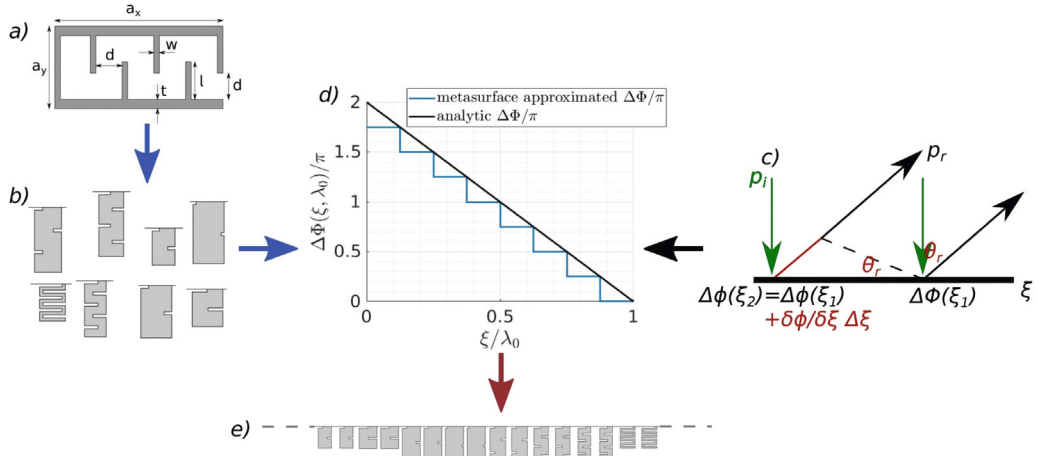 a)
a_x
a_y
d
w
l
d
t
b)
d)
metasurface approximated ΔΦ/π
analytic ΔΦ/π
ΔΦ(ξ, λ₀)/π
2
1.5
1
0.5
0
0
0.5
1
ξ/λ₀
c)
p_i
p_r
θ_r
θ_r
Δϕ(ξ₂)=Δϕ(ξ₁)
+δϕ/δξ Δξ
ΔΦ(ξ₁)
ξ
e)